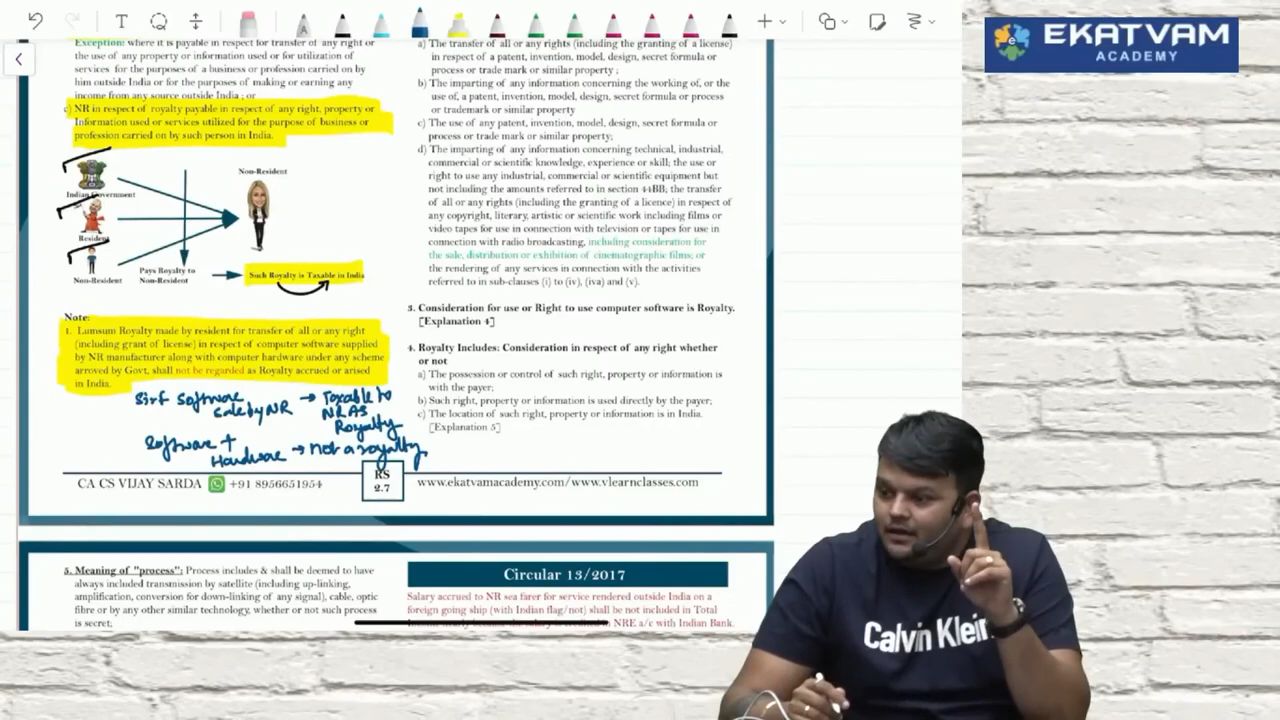 EKATVAM
ACADEMY
Exception: where it is payable in respect for transfer of any right or
the use of any property or information used or for utilization of
services for the purposes of a business or profession carried on by
him outside India or for the purposes of making or earning any
income from any source outside India ; or
c) NR in respect of royalty payable in respect of any right, property or
Information used or services utilized for the purpose of business or
profession carried on by such person in India.
Non-Resident
Indian Government
Resident
Non-Resident
Pays Royalty to
Non-Resident
Such Royalty is Taxable in India
Note:
1. Lumsum Royalty made by resident for transfer of all or any right
(including grant of license) in respect of computer software supplied
by NR manufacturer along with computer hardware under any scheme
arroved by Govt, shall not be regarded as Royalty accrued or arised
in India.
Sirf Software
Sale by NR → Taxable to
NR AS
Royalty
Software +
Hardware → not a royalty
a) The transfer of all or any rights (including the granting of a license)
in respect of a patent, invention, model, design, secret formula or
process or trade mark or similar property ;
b) The imparting of any information concerning the working of, or the
use of, a patent, invention, model, design, secret formula or process
or trademark or similar property
c) The use of any patent, invention, model, design, secret formula or
process or trade mark or similar property;
d) The imparting of any information concerning technical, industrial,
commercial or scientific knowledge, experience or skill; the use or
right to use any industrial, commercial or scientific equipment but
not including the amounts referred to in section 44BB; the transfer
of all or any rights (including the granting of a licence) in respect of
any copyright, literary, artistic or scientific work including films or
video tapes for use in connection with television or tapes for use in
connection with radio broadcasting, including consideration for
the sale, distribution or exhibition of cinematographic films; or
the rendering of any services in connection with the activities
referred to in sub-clauses (i) to (iv), (iva) and (v).
3. Consideration for use or Right to use computer software is Royalty.
[Explanation 4]
4. Royalty Includes: Consideration in respect of any right whether
or not
a) The possession or control of such right, property or information is
with the payer;
b) Such right, property or information is used directly by the payer;
c) The location of such right, property or information is in India.
[Explanation 5]
CA CS VIJAY SARDA +91 8956651954
RS
2.7
www.ekatvamacademy.com/www.vlearnclasses.com
5. Meaning of "process": Process includes & shall be deemed to have
always included transmission by satellite (including up-linking,
amplification, conversion for down-linking of any signal), cable, optic
fibre or by any other similar technology, whether or not such process
is secret;
Circular 13/2017
Salary accrued to NR sea farer for service rendered outside India on a
foreign going ship (with Indian flag/not) shall be not included in Total
Income merely because the salary is credited in NRE a/c with Indian Bank.
Calvin Klein